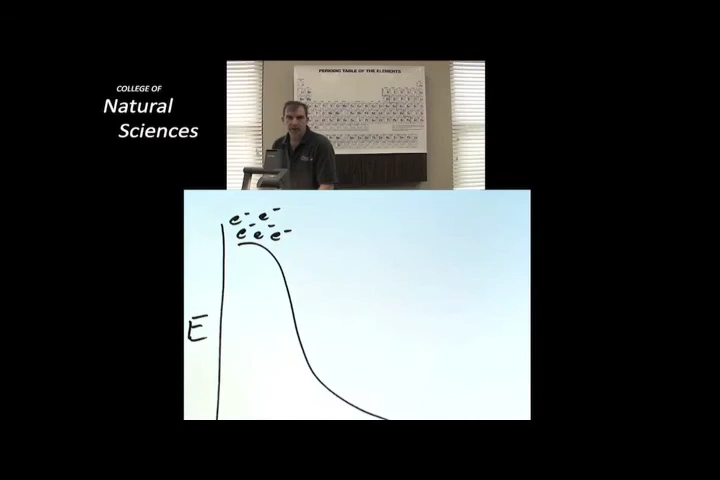 COLLEGE OF
Natural
Sciences
PERIODIC TABLE OF THE ELEMENTS
e⁻ e⁻
e⁻ e⁻ e⁻
E